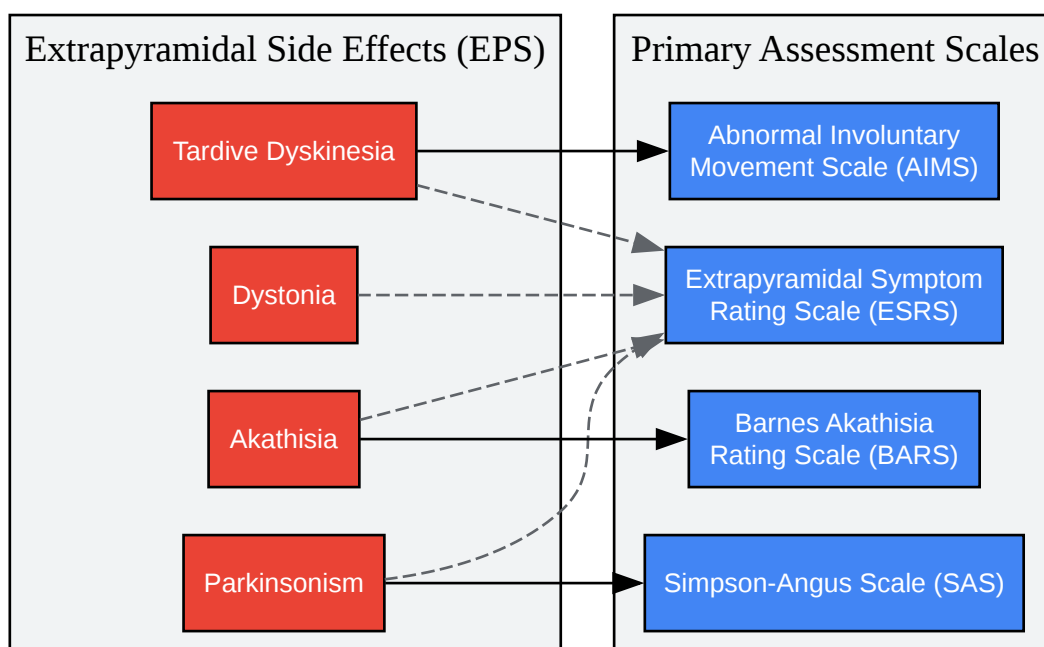 Extrapyramidal Side Effects (EPS)
Primary Assessment Scales
Tardive Dyskinesia
Abnormal Involuntary
Movement Scale (AIMS)
Dystonia
Extrapyramidal Symptom
Rating Scale (ESRS)
Akathisia
Barnes Akathisia
Rating Scale (BARS)
Parkinsonism
Simpson-Angus Scale (SAS)